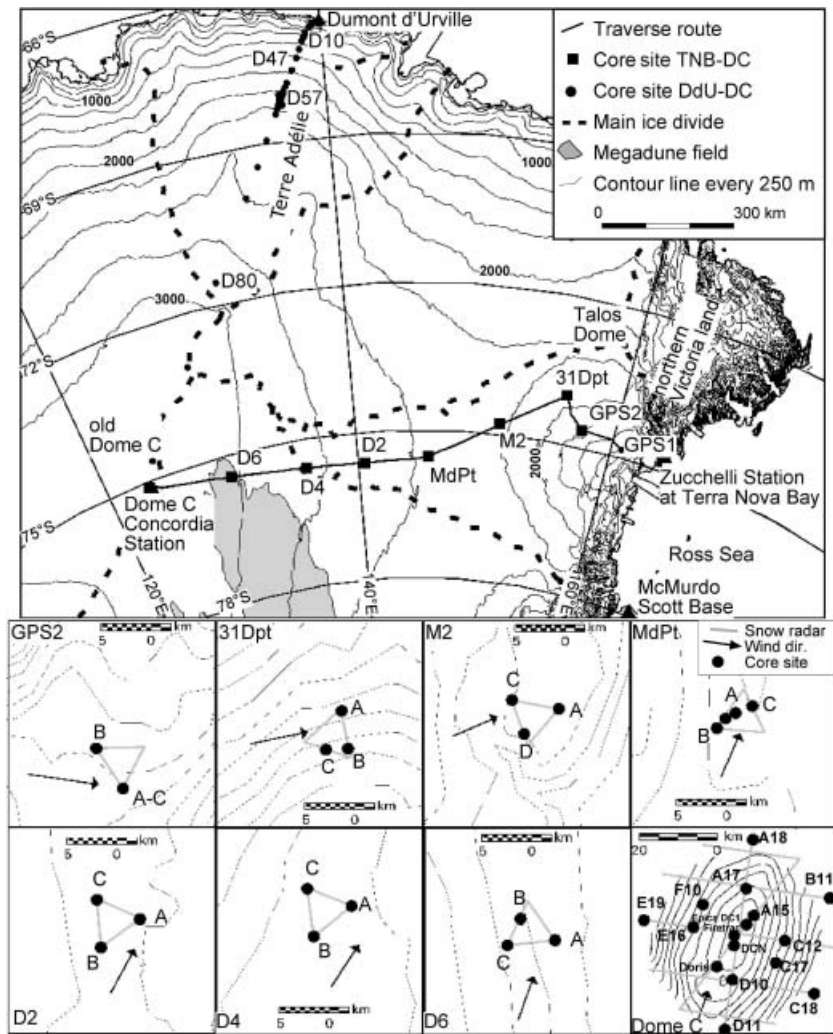 Dumont d'Urville
66°S
D10
D47
D57
1000
2000
69°S
Terre Adélie
1000
Traverse route
Core site TNB-DC
Core site DdU-DC
Main ice divide
Megadune field
Contour line every 250 m
0 300 km
D80
3000
2000
72°S
Talos
Dome
northern
Victoria land
31Dpt
GPS2
GPS1
old
Dome C
D6
D4
D2
MdPt
M2
2000
Zucchelli Station
at Terra Nova Bay
Dome C
Concordia
Station
75°S
120°E
78°S
140°E
160°E
Ross Sea
McMurdo
Scott Base
GPS2
5 0 km
B
A-C
31Dpt
A
C
B
5 0 km
M2
5 0 km
C
A
D
MdPt
Snow radar
Wind dir.
Core site
A
C
B
5 0 km
5 0 km
C
A
B
D2
C
A
B
5 0 km
D4
5 0 km
B
C
A
D6
20 0 km
A18
A17
B11
F10
E19
A15
Epica DC1
Firetrac
E16
C12
DCN
Doris
C17
D10
C18
Dome C
D11